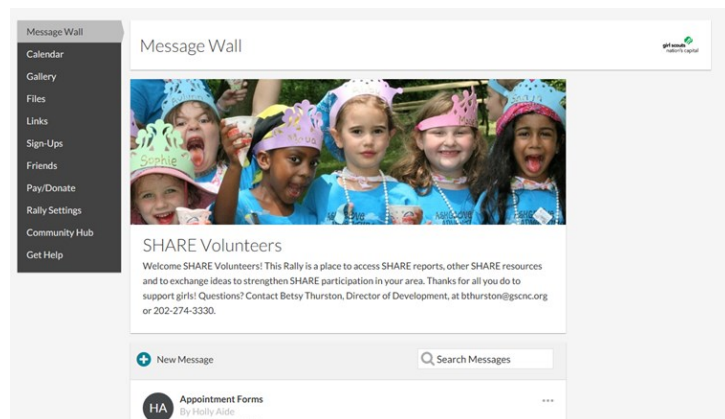 Message Wall
Calendar
Gallery
Files
Links
Sign-Ups
Friends
Pay/Donate
Rally Settings
Community Hub
Get Help
Message Wall
girl scouts
nation's capital
Sophie
SHARE Volunteers
Welcome SHARE Volunteers! This Rally is a place to access SHARE reports, other SHARE resources
and to exchange ideas to strengthen SHARE participation in your area. Thanks for all you do to
support girls! Questions? Contact Betsy Thurston, Director of Development, at bthurston@gscnc.org
or 202-274-3330.
New Message
Search Messages
HA
Appointment Forms
By Holly Aide